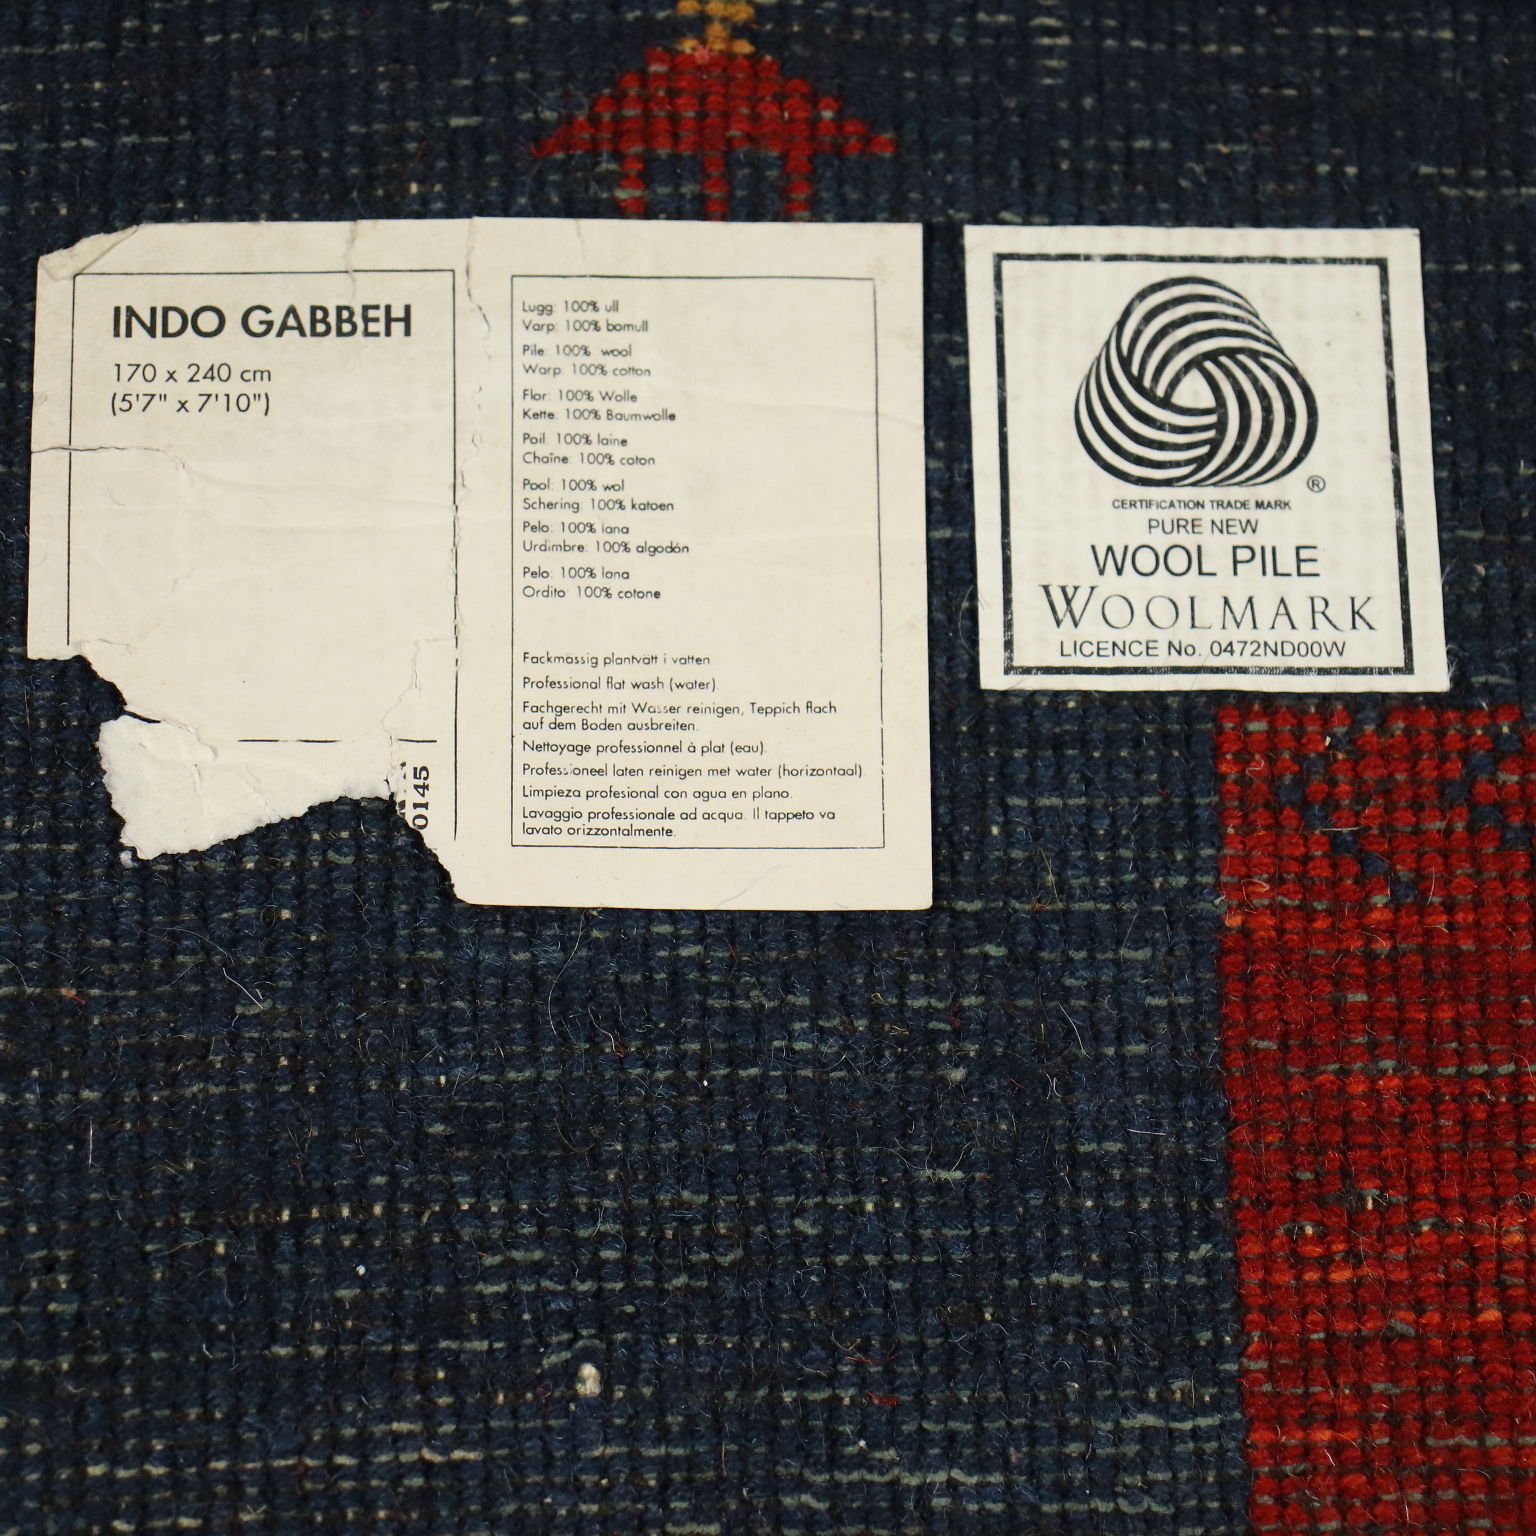 INDO GABBEH
170 x 240 cm
(5'7" x 7'10")
0145
Lugg: 100% ull
Varp: 100% bomull
Pile: 100% wool
Warp: 100% cotton
Flor: 100% Wolle
Kette: 100% Baumwolle
Poil: 100% laine
Chaîne: 100% coton
Pool: 100% wol
Schering: 100% katoen
Pelo: 100% lana
Urdimbre: 100% algodón
Pelo: 100% lana
Ordito: 100% cotone
Fackmässig plantvätt i vatten
Professional flat wash (water).
Fachgerecht mit Wasser reinigen, Teppich flach
auf dem Boden ausbreiten.
Nettoyage professionnel à plat (eau).
Professioneel laten reinigen met water (horizontaal).
Limpieza profesional con agua en plano.
Lavaggio professionale ad acqua. Il tappeto va
lavato orizzontalmente.
®
CERTIFICATION TRADE MARK
PURE NEW
WOOL PILE
WOOLMARK
LICENCE No. 0472ND00W